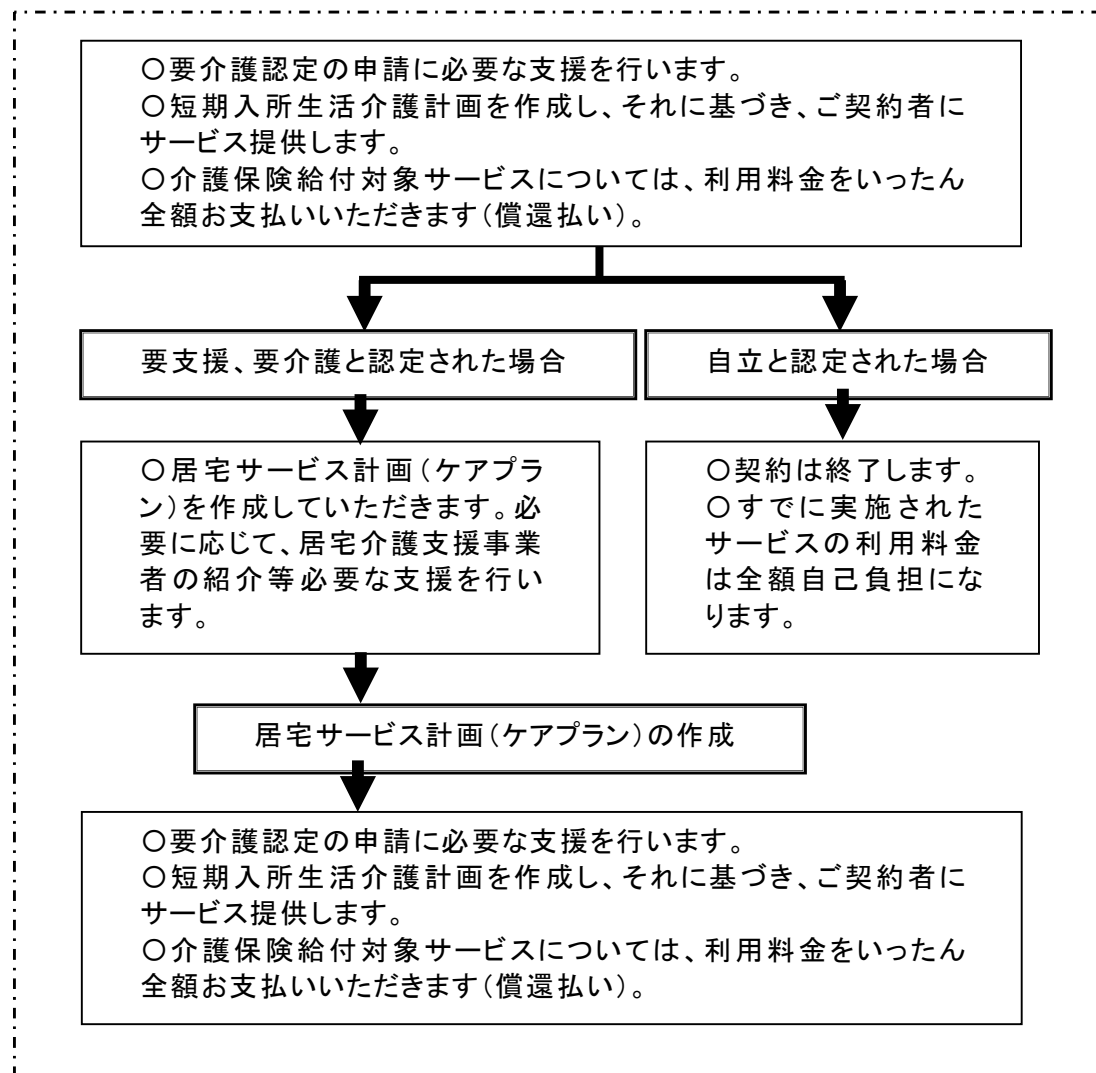 ○要介護認定の申請に必要な支援を行います。
○短期入所生活介護計画を作成し、それに基づき、ご契約者に
サービス提供します。
○介護保険給付対象サービスについては、利用料金をいったん
全額お支払いいただきます(償還払い)。
要支援、要介護と認定された場合
自立と認定された場合
○居宅サービス計画(ケアプラ
ン)を作成していただきます。必
要に応じて、居宅介護支援事業
者の紹介等必要な支援を行い
ます。
○契約は終了します。
○すでに実施された
サービスの利用料金
は全額自己負担にな
ります。
居宅サービス計画(ケアプラン)の作成
○要介護認定の申請に必要な支援を行います。
○短期入所生活介護計画を作成し、それに基づき、ご契約者に
サービス提供します。
○介護保険給付対象サービスについては、利用料金をいったん
全額お支払いいただきます(償還払い)。